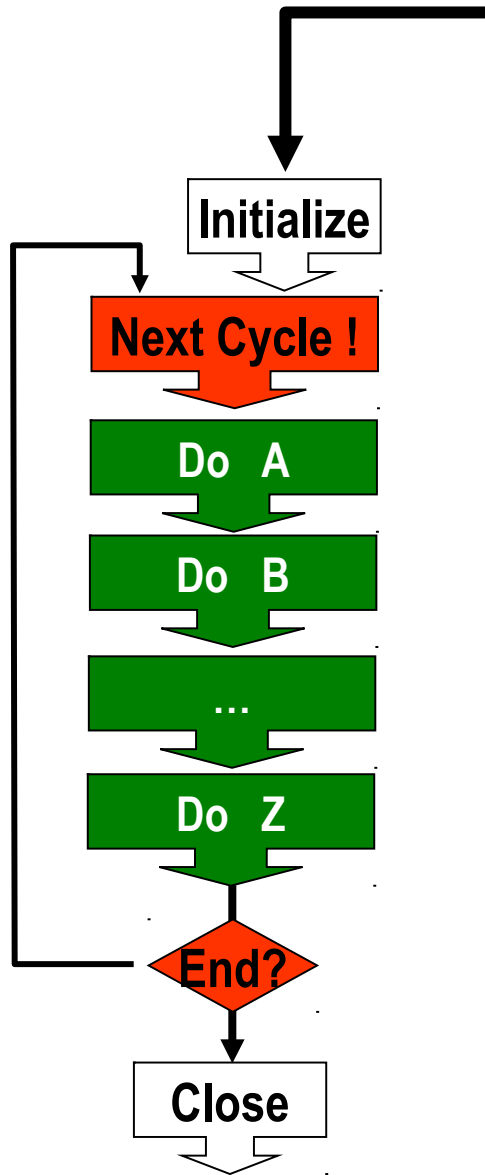 Initialize
Next Cycle !
Do A
Do B
...
Do Z
End?
Close